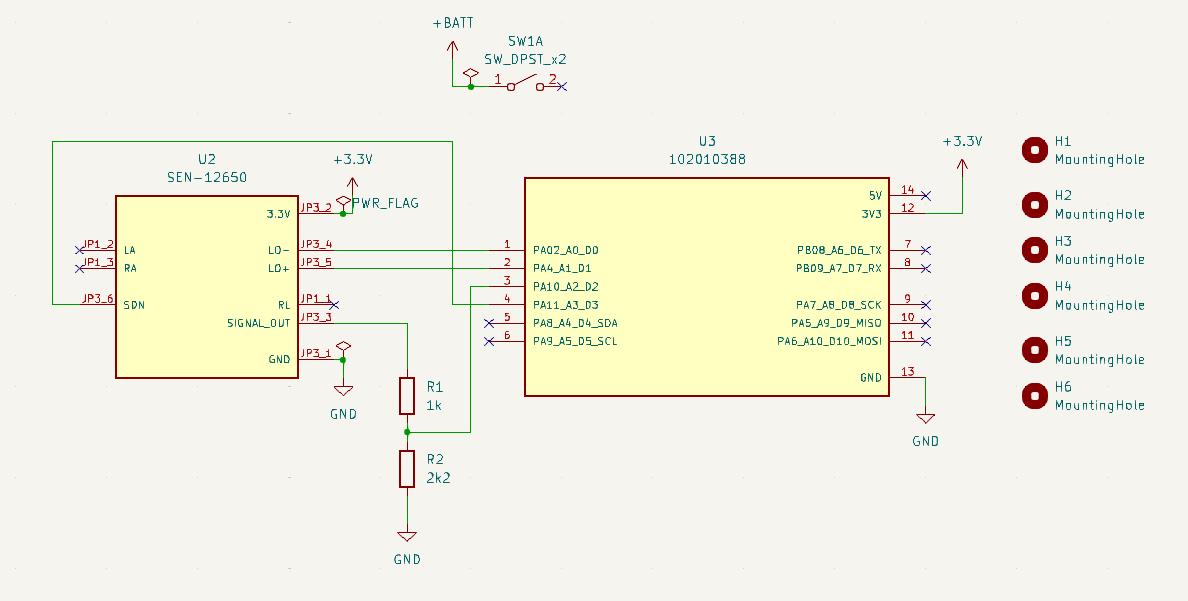 +BATT
SW1A
SW_DPST_x2
1 2
U2
SEN-12650
+3.3V
PWR_FLAG
3.3V JP3_2
JP1_2 LA LO- JP3_4
JP1_3 RA LO+ JP3_5
JP3_6 SDN RL JP1_1
SIGNAL_OUT JP3_3
GND JP3_1
GND
R1
1k
R2
2k2
GND
U3
102010388
+3.3V
5V 14
3V3 12
1 PA02_A0_D0 PB08_A6_D6_TX 7
2 PA4_A1_D1 PB09_A7_D7_RX 8
3 PA10_A2_D2
4 PA11_A3_D3 PA7_A8_D8_SCK 9
5 PA8_A4_D4_SDA PA5_A9_D9_MISO 10
6 PA9_A5_D5_SCL PA6_A10_D10_MOSI 11
GND 13
GND
H1
MountingHole
H2
MountingHole
H3
MountingHole
H4
MountingHole
H5
MountingHole
H6
MountingHole